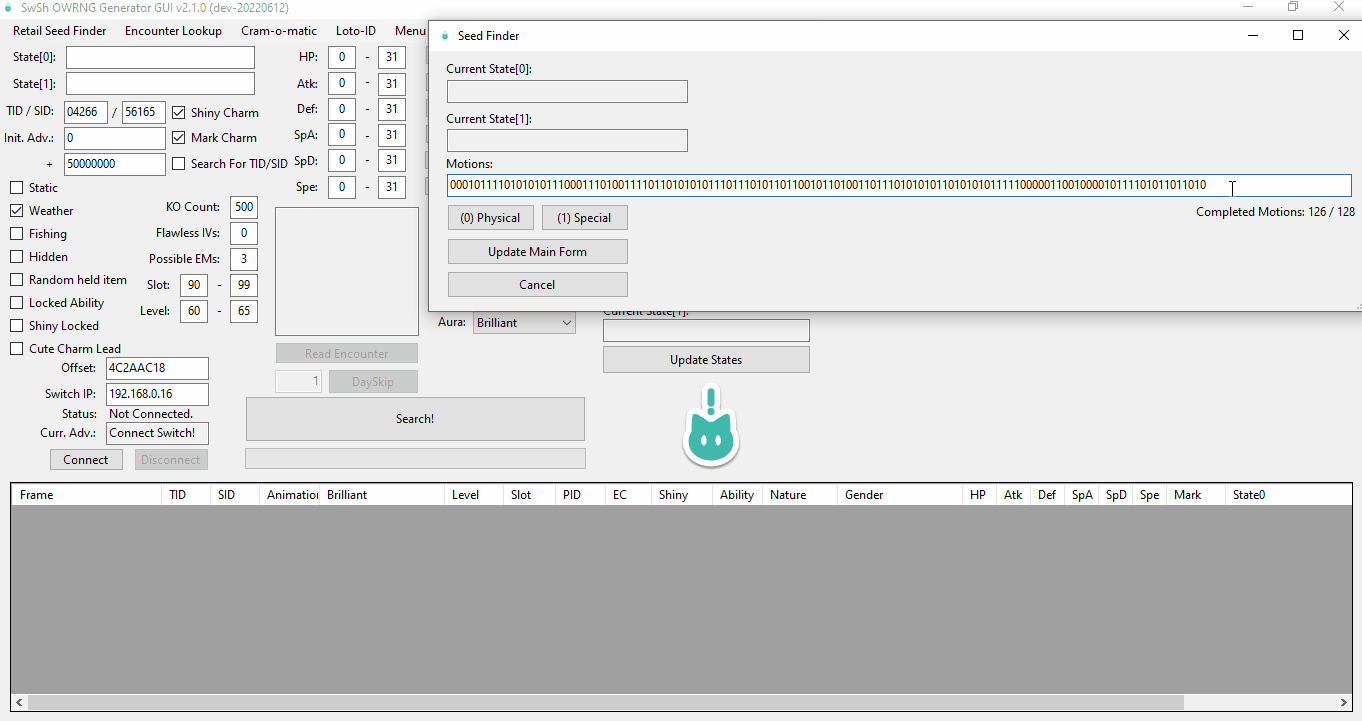 SwSh OWRNG Generator GUI v2.1.0 (dev-20220612)
Retail Seed Finder Encounter Lookup Cram-o-matic Loto-ID Menu
Seed Finder
State[0]:
State[1]:
TID / SID: 04266 / 56165 Shiny Charm
Init. Adv.: 0 Mark Charm
+ 50000000 Search For TID/SID
HP: 0 - 31
Atk: 0 - 31
Def: 0 - 31
SpA: 0 - 31
SpD: 0 - 31
Spe: 0 - 31
Current State[0]:
Current State[1]:
Motions:
000101111010101011100011101001111011010101011101110101101100101101001101110101010110101010111110000011001000010111101011011010
Completed Motions: 126 / 128
(0) Physical (1) Special
Update Main Form
Cancel
Static
Weather
Fishing
Hidden
Random held item
Locked Ability
Shiny Locked
Cute Charm Lead
KO Count: 500
Flawless IVs: 0
Possible EMs: 3
Slot: 90 - 99
Level: 60 - 65
Aura: Brilliant
Current State[1]:
Update States
Offset: 4C2AAC18
Switch IP: 192.168.0.16
Status: Not Connected.
Curr. Adv.: Connect Switch!
Connect Disconnect
Read Encounter
1 DaySkip
Search!
Frame TID SID Animation Brilliant Level Slot PID EC Shiny Ability Nature Gender HP Atk Def SpA SpD Spe Mark State0